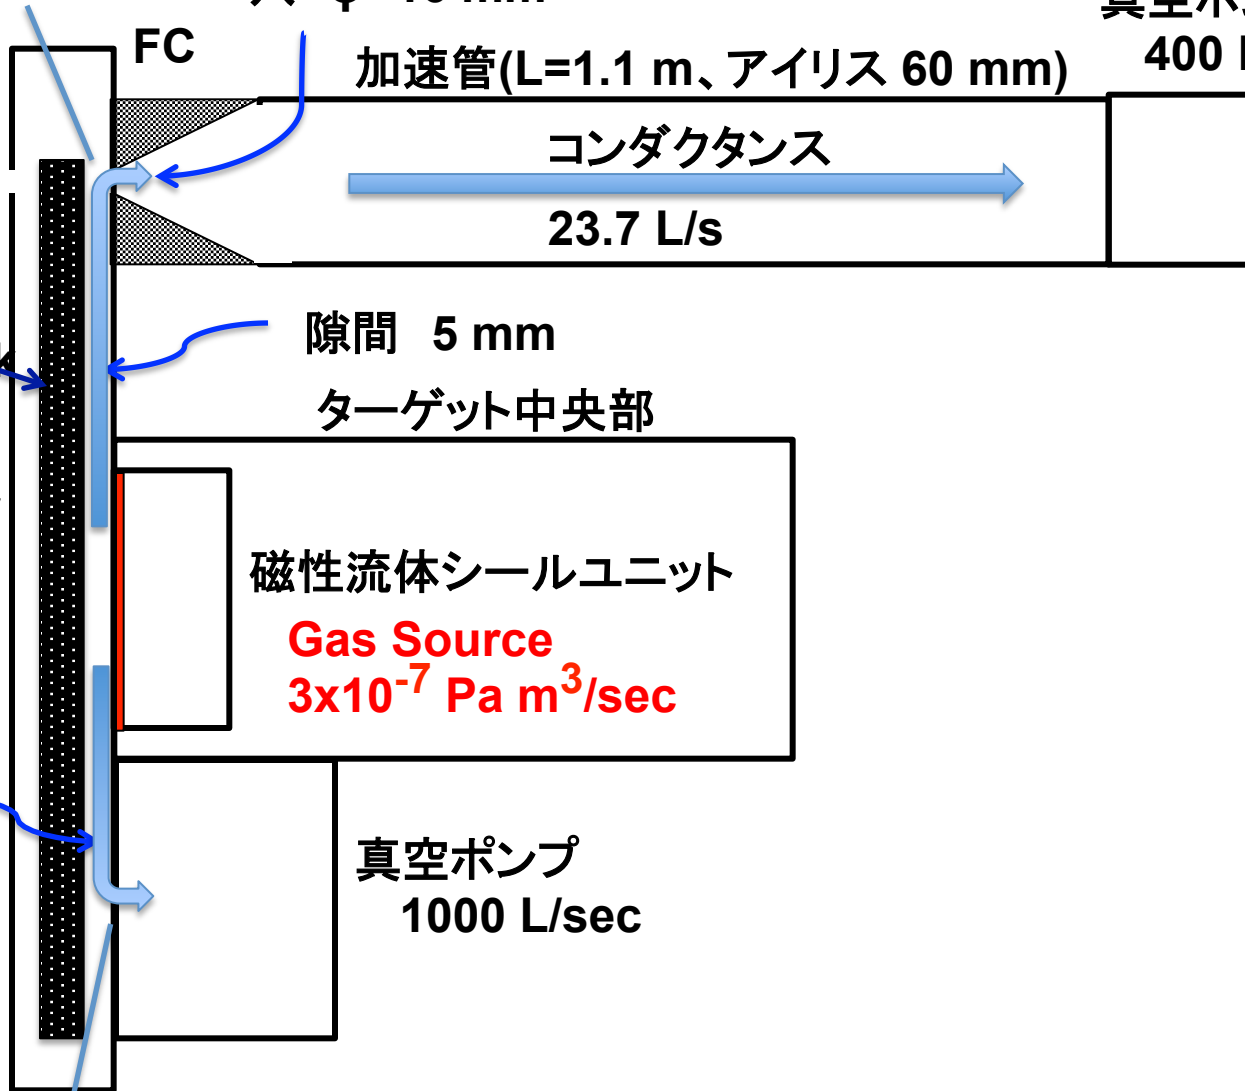 FC
加速管(L=1.1 m、アイリス 60 mm)
400
コンダクタンス
23.7 L/s
隙間 5 mm
ターゲット中央部
磁性流体シールユニット
Gas Source
3x10⁻⁷ Pa m³/sec
真空ポンプ
1000 L/sec